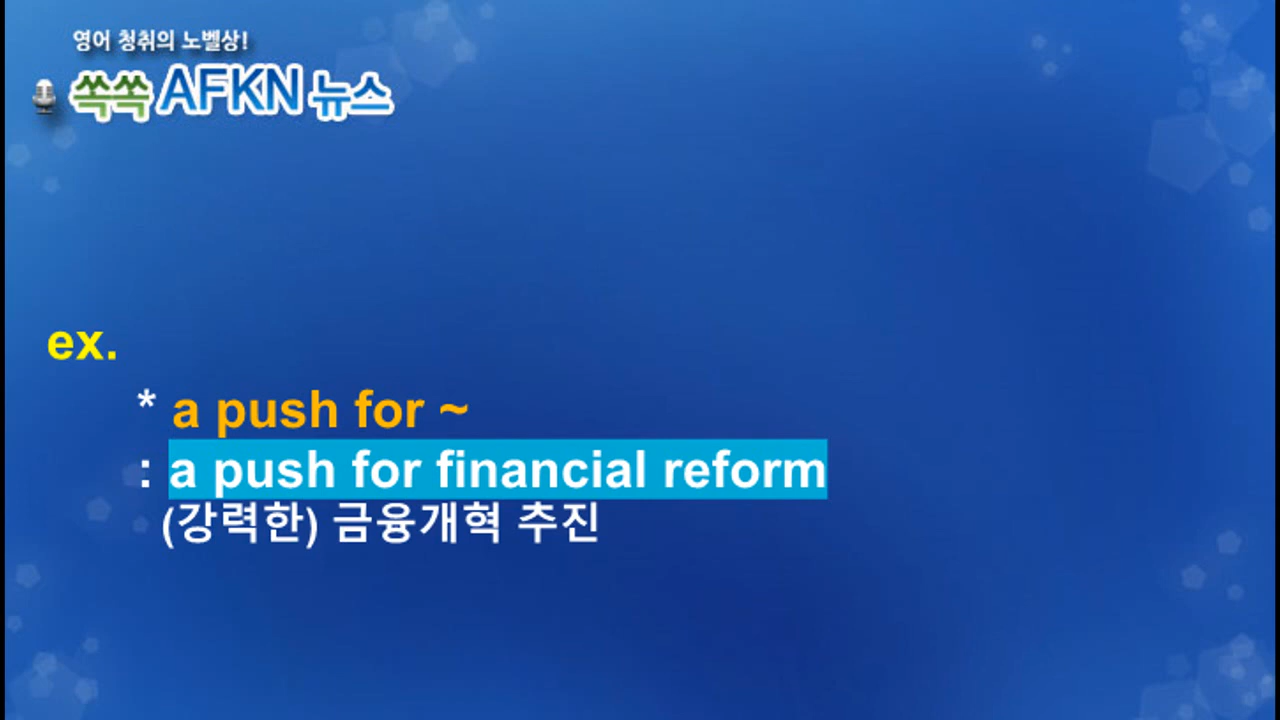 영어 청취의 노벨상!
쏙쏙 AFKN 뉴스
ex.
* a push for ~
: a push for financial reform
(강력한) 금융개혁 추진